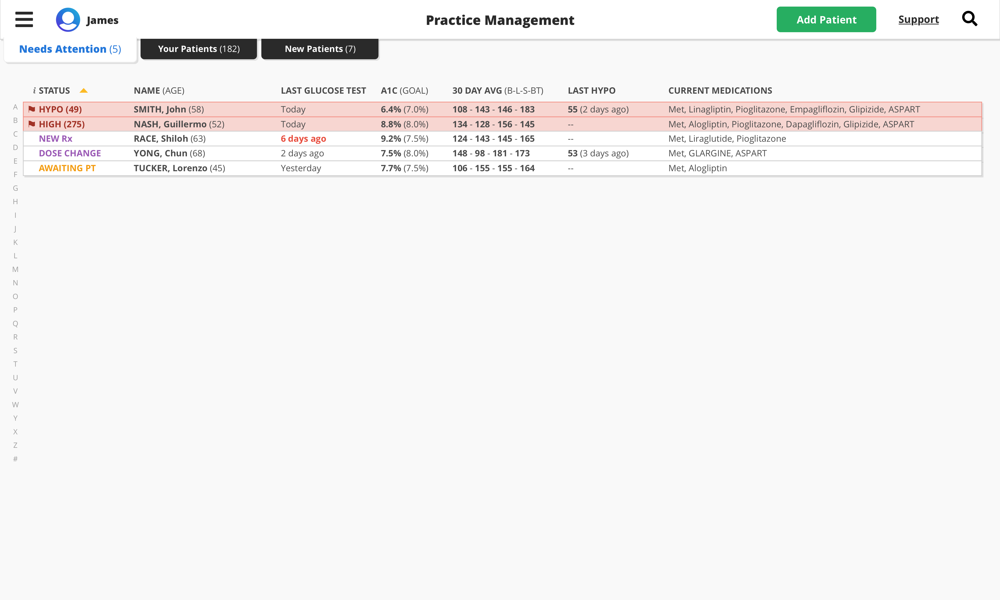 James
Practice Management
Add Patient
Support
Needs Attention (5)
Your Patients (182)
New Patients (7)
i STATUS NAME (AGE) LAST GLUCOSE TEST A1C (GOAL) 30 DAY AVG (B-L-S-BT) LAST HYPO CURRENT MEDICATIONS
HYPO (49) SMITH, John (58) Today 6.4% (7.0%) 108 - 143 - 146 - 183 55 (2 days ago) Met, Linagliptin, Pioglitazone, Empagliflozin, Glipizide, ASPART
HIGH (275) NASH, Guillermo (52) Today 8.8% (8.0%) 134 - 128 - 156 - 145 -- Met, Alogliptin, Pioglitazone, Dapagliflozin, Glipizide, ASPART
NEW Rx RACE, Shiloh (63) 6 days ago 9.2% (7.5%) 124 - 143 - 145 - 165 -- Met, Liraglutide, Pioglitazone
DOSE CHANGE YONG, Chun (68) 2 days ago 7.5% (8.0%) 148 - 98 - 181 - 173 53 (3 days ago) Met, GLARGINE, ASPART
AWAITING PT TUCKER, Lorenzo (45) Yesterday 7.7% (7.5%) 106 - 155 - 155 - 164 -- Met, Alogliptin
A
B
C
D
E
F
G
H
I
J
K
L
M
N
O
P
Q
R
S
T
U
V
W
Y
X
Z
#